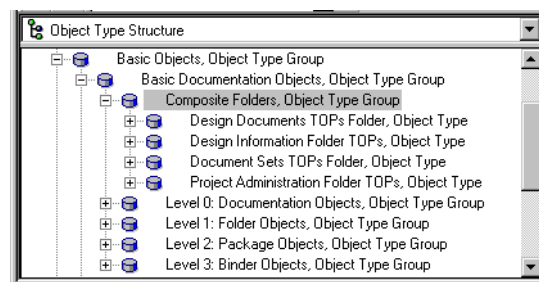 Object Type Structure
Basic Objects, Object Type Group
Basic Documentation Objects, Object Type Group
Composite Folders, Object Type Group
Design Documents TOPs Folder, Object Type
Design Information Folder TOPs, Object Type
Document Sets TOPs Folder, Object Type
Project Administration Folder TOPs, Object Type
Level 0: Documentation Objects, Object Type Group
Level 1: Folder Objects, Object Type Group
Level 2: Package Objects, Object Type Group
Level 3: Binder Objects, Object Type Group